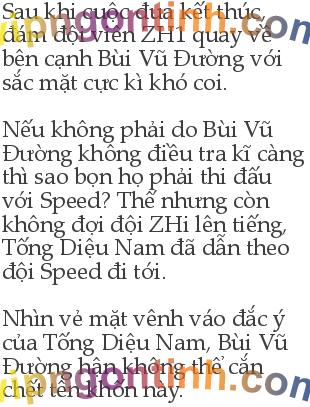 Sau khi cuộc đua kết thúc,
đám đội viên ZH1 quay về
bên cạnh Bùi Vũ Đường với
sắc mặt cực kì khó coi.
Nếu không phải do Bùi Vũ
Đường không điều tra kĩ càng
thì sao bọn họ phải thi đấu
với Speed? Thế nhưng còn
không đợi đội ZHi lên tiếng,
Tống Diệu Nam đã dẫn theo
đội Speed đi tới.
Nhìn vẻ mặt vênh váo đắc ý
của Tống Diệu Nam, Bùi Vũ
Đường hận không thể cắn
chết tên khốn này.
vipngontinh.com
vipngontinh.com